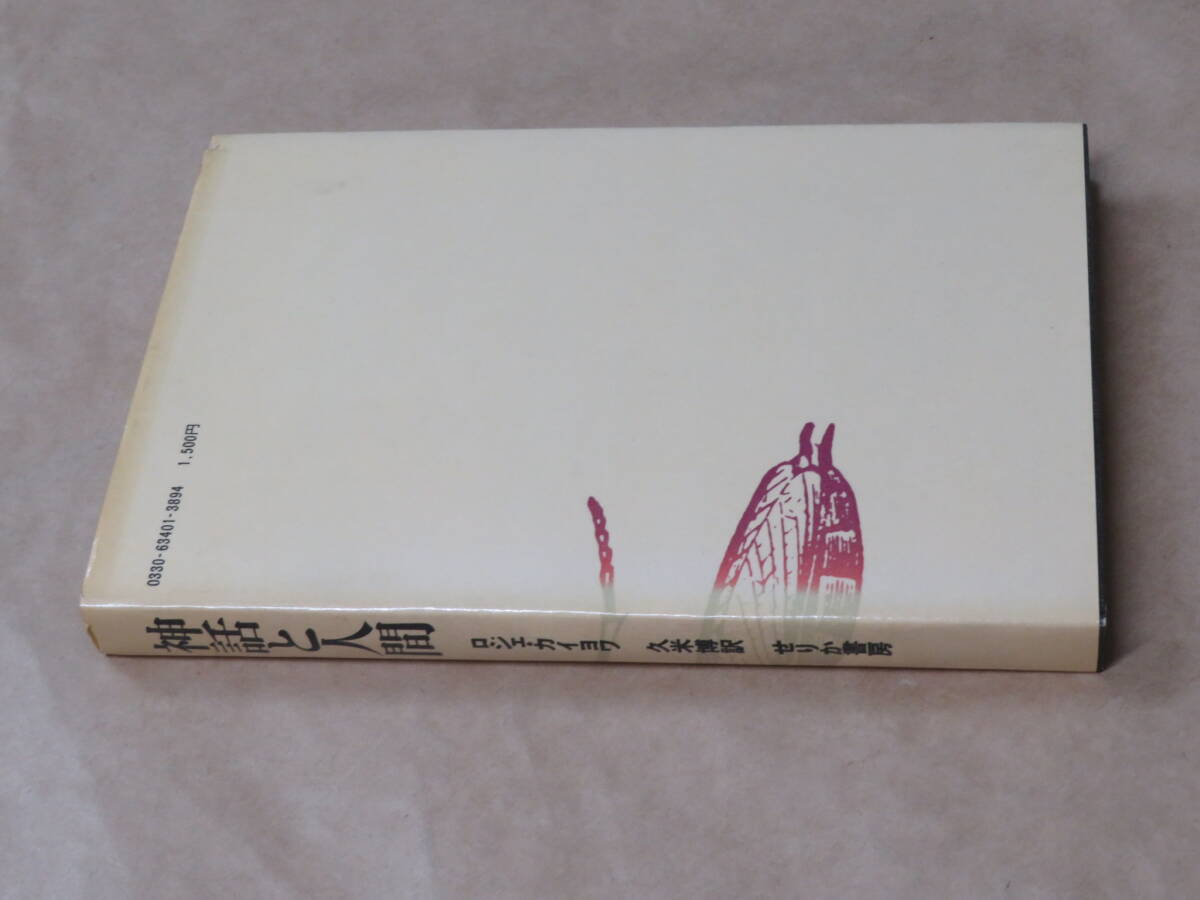 0330-63401-3894 1.500円
神話と人間 ロジェ・カイヨワ 久米博訳 せりか書房